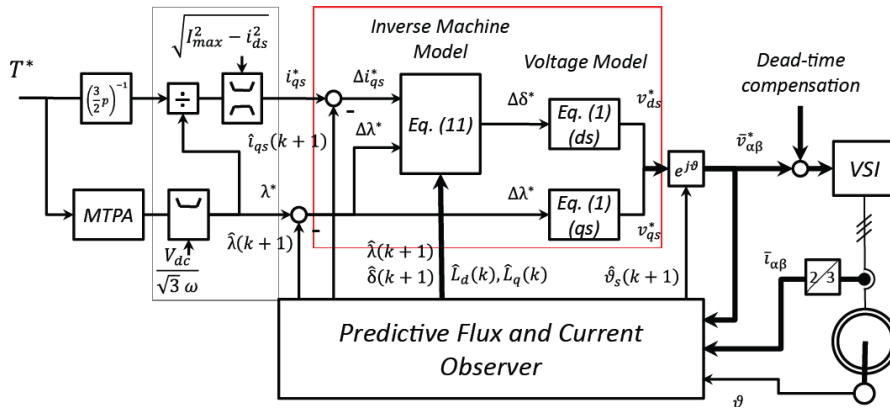 √(I²max − i²ds)
Inverse Machine
Model
Voltage Model
Dead-time
compensation
T*
(3/2 p)⁻¹
÷
i*qs
Δi*qs
-
Eq. (11)
Δδ*
Eq. (1)
(ds)
v*ds
v̄*αβ
VSI
î qs(k+1)
Δλ*
e^jϑ
MTPA
λ*
Δλ*
Eq. (1)
(qs)
v*qs
λ̂(k+1)
-
Vdc
√3 ω
λ̂(k+1)
δ̂(k+1)
L̂d(k), L̂q(k)
ϑ̂s(k+1)
ῑαβ
2/3
Predictive Flux and Current
Observer
ϑ